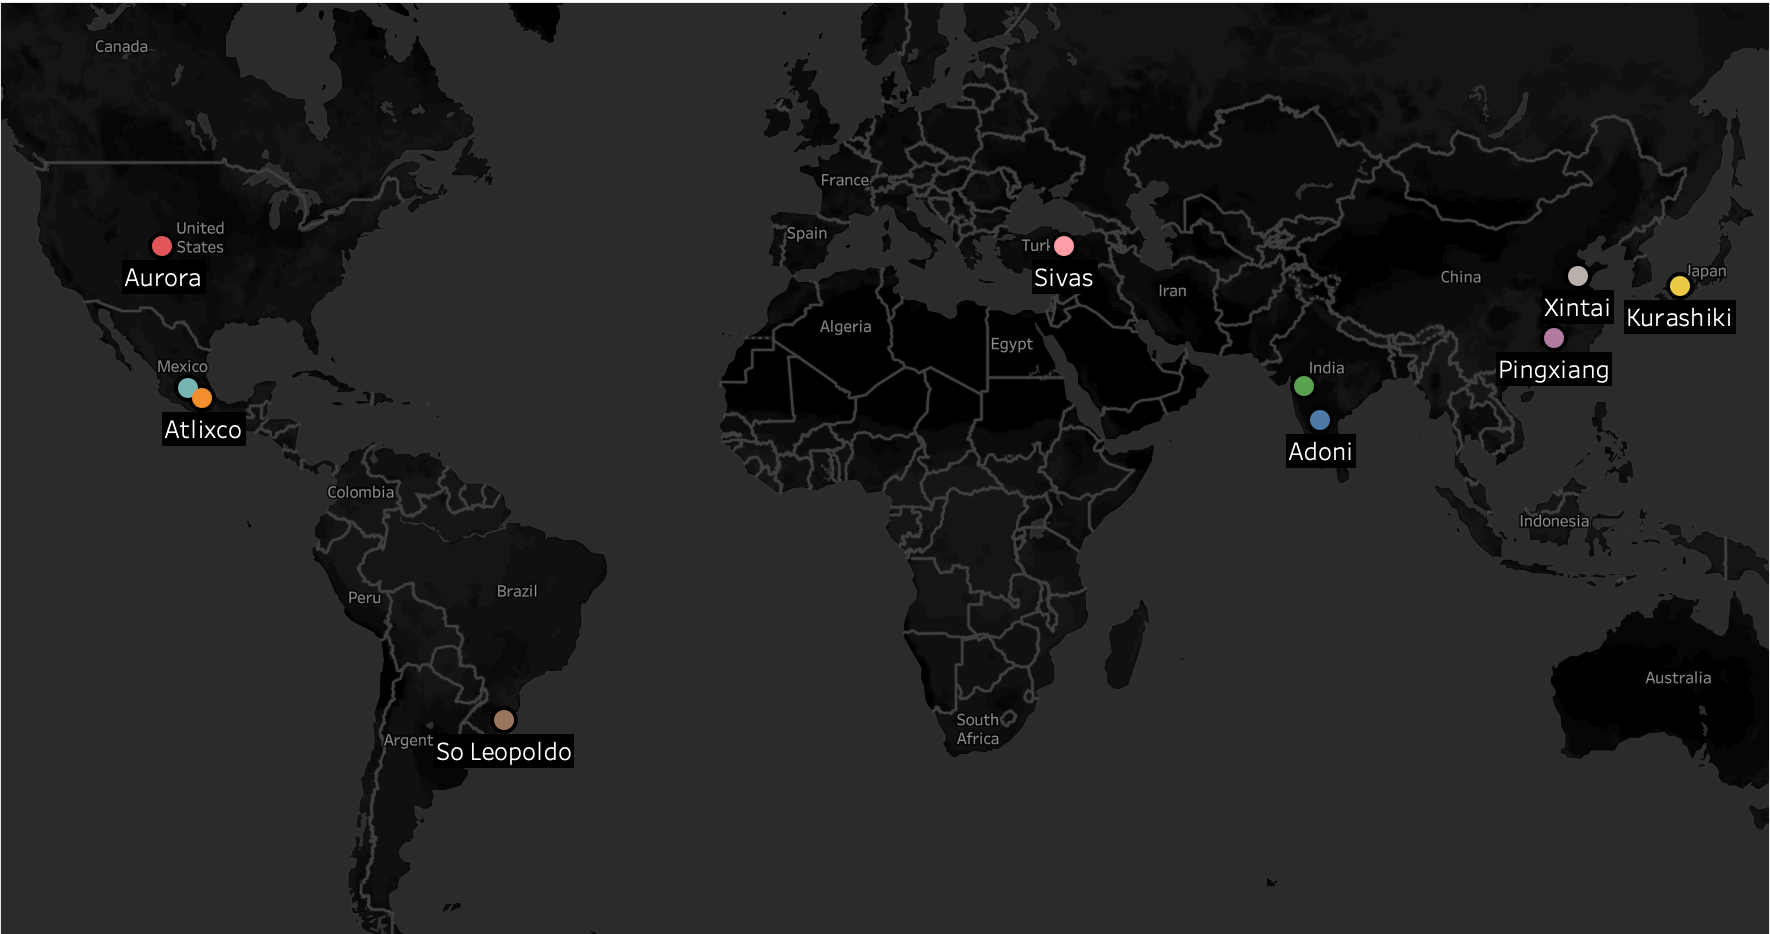 Canada
United
States
Aurora
Mexico
Atlixco
Colombia
Peru
Brazil
Argent
So Leopoldo
France
Spain
Turk
Sivas
Algeria
Egypt
Iran
South
Africa
India
Adoni
China
Xintai
Japan
Kurashiki
Pingxiang
Indonesia
Australia